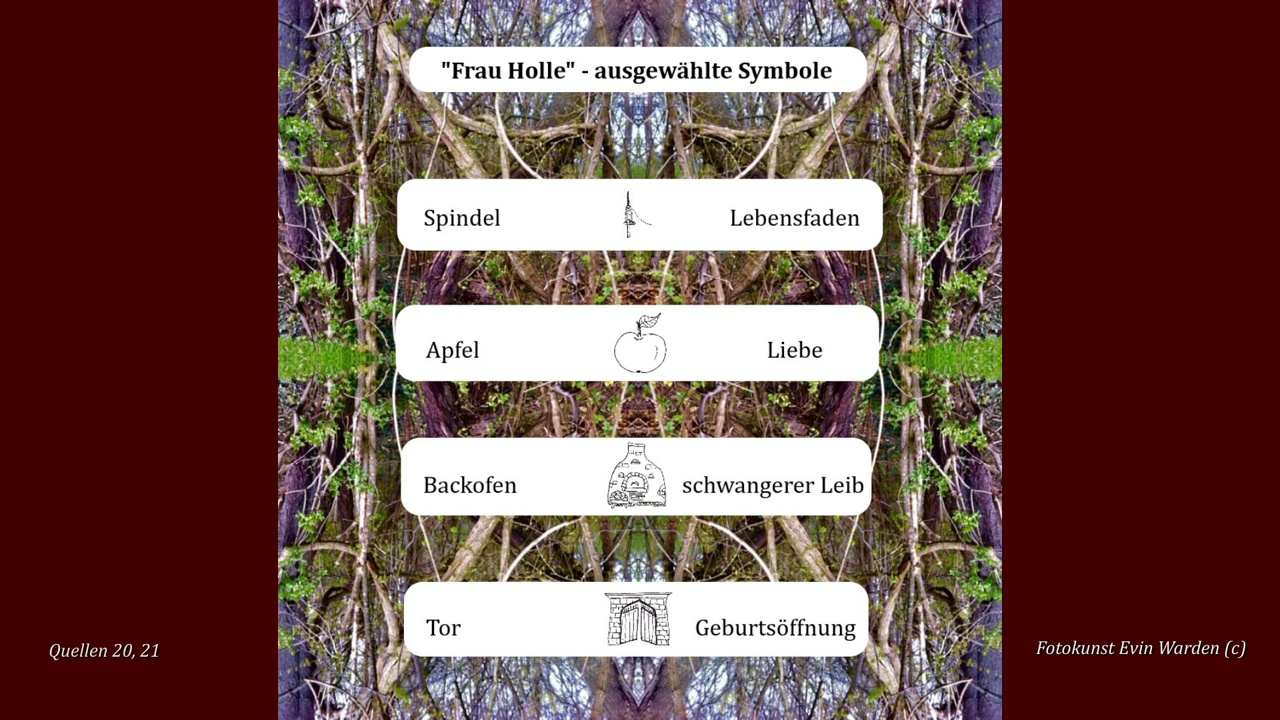 "Frau Holle" - ausgewählte Symbole
Spindel Lebensfaden
Apfel Liebe
Backofen schwangerer Leib
Tor Geburtsöffnung
Quellen 20, 21
Fotokunst Evin Warden (c)